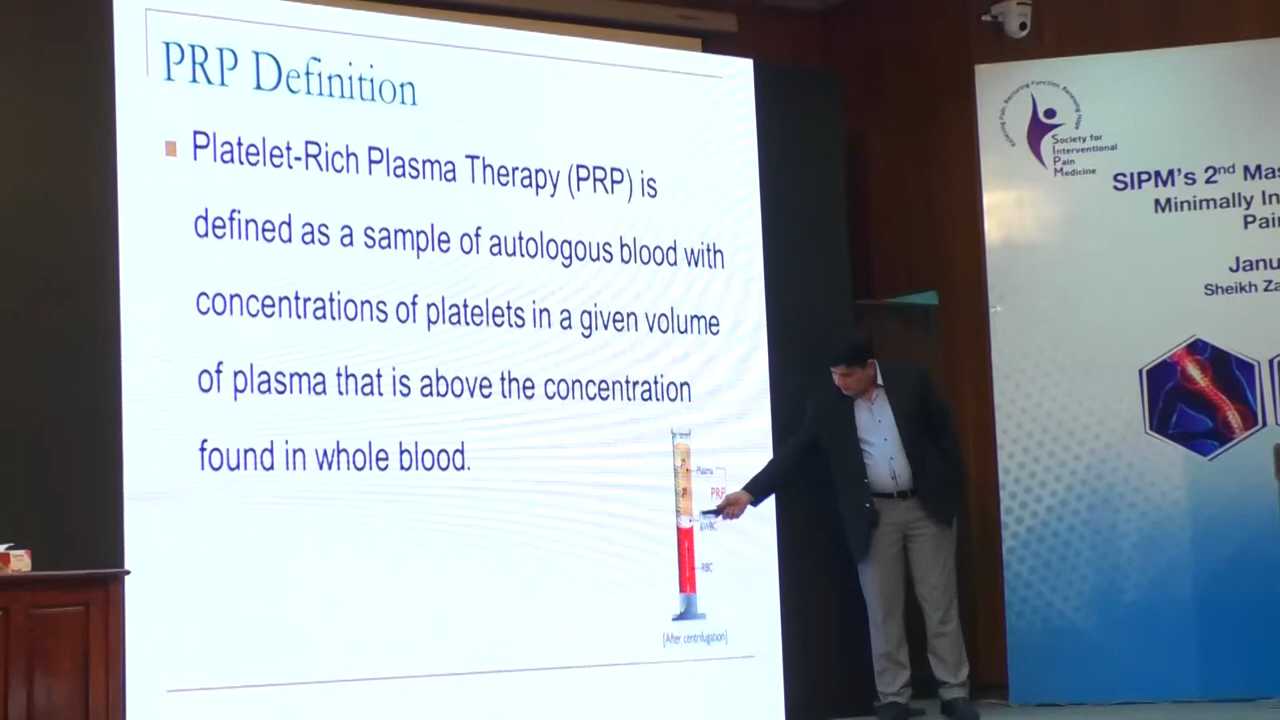 PRP Definition
Platelet-Rich Plasma Therapy (PRP) is
defined as a sample of autologous blood with
concentrations of platelets in a given volume
of plasma that is above the concentration
found in whole blood.
Plasma
PRP
RBC
[After centrifugation]
Society for
Interventional
Pain
Medicine
SIPM's 2nd Mas
Minimally In
Pain
Janu
Sheikh Za